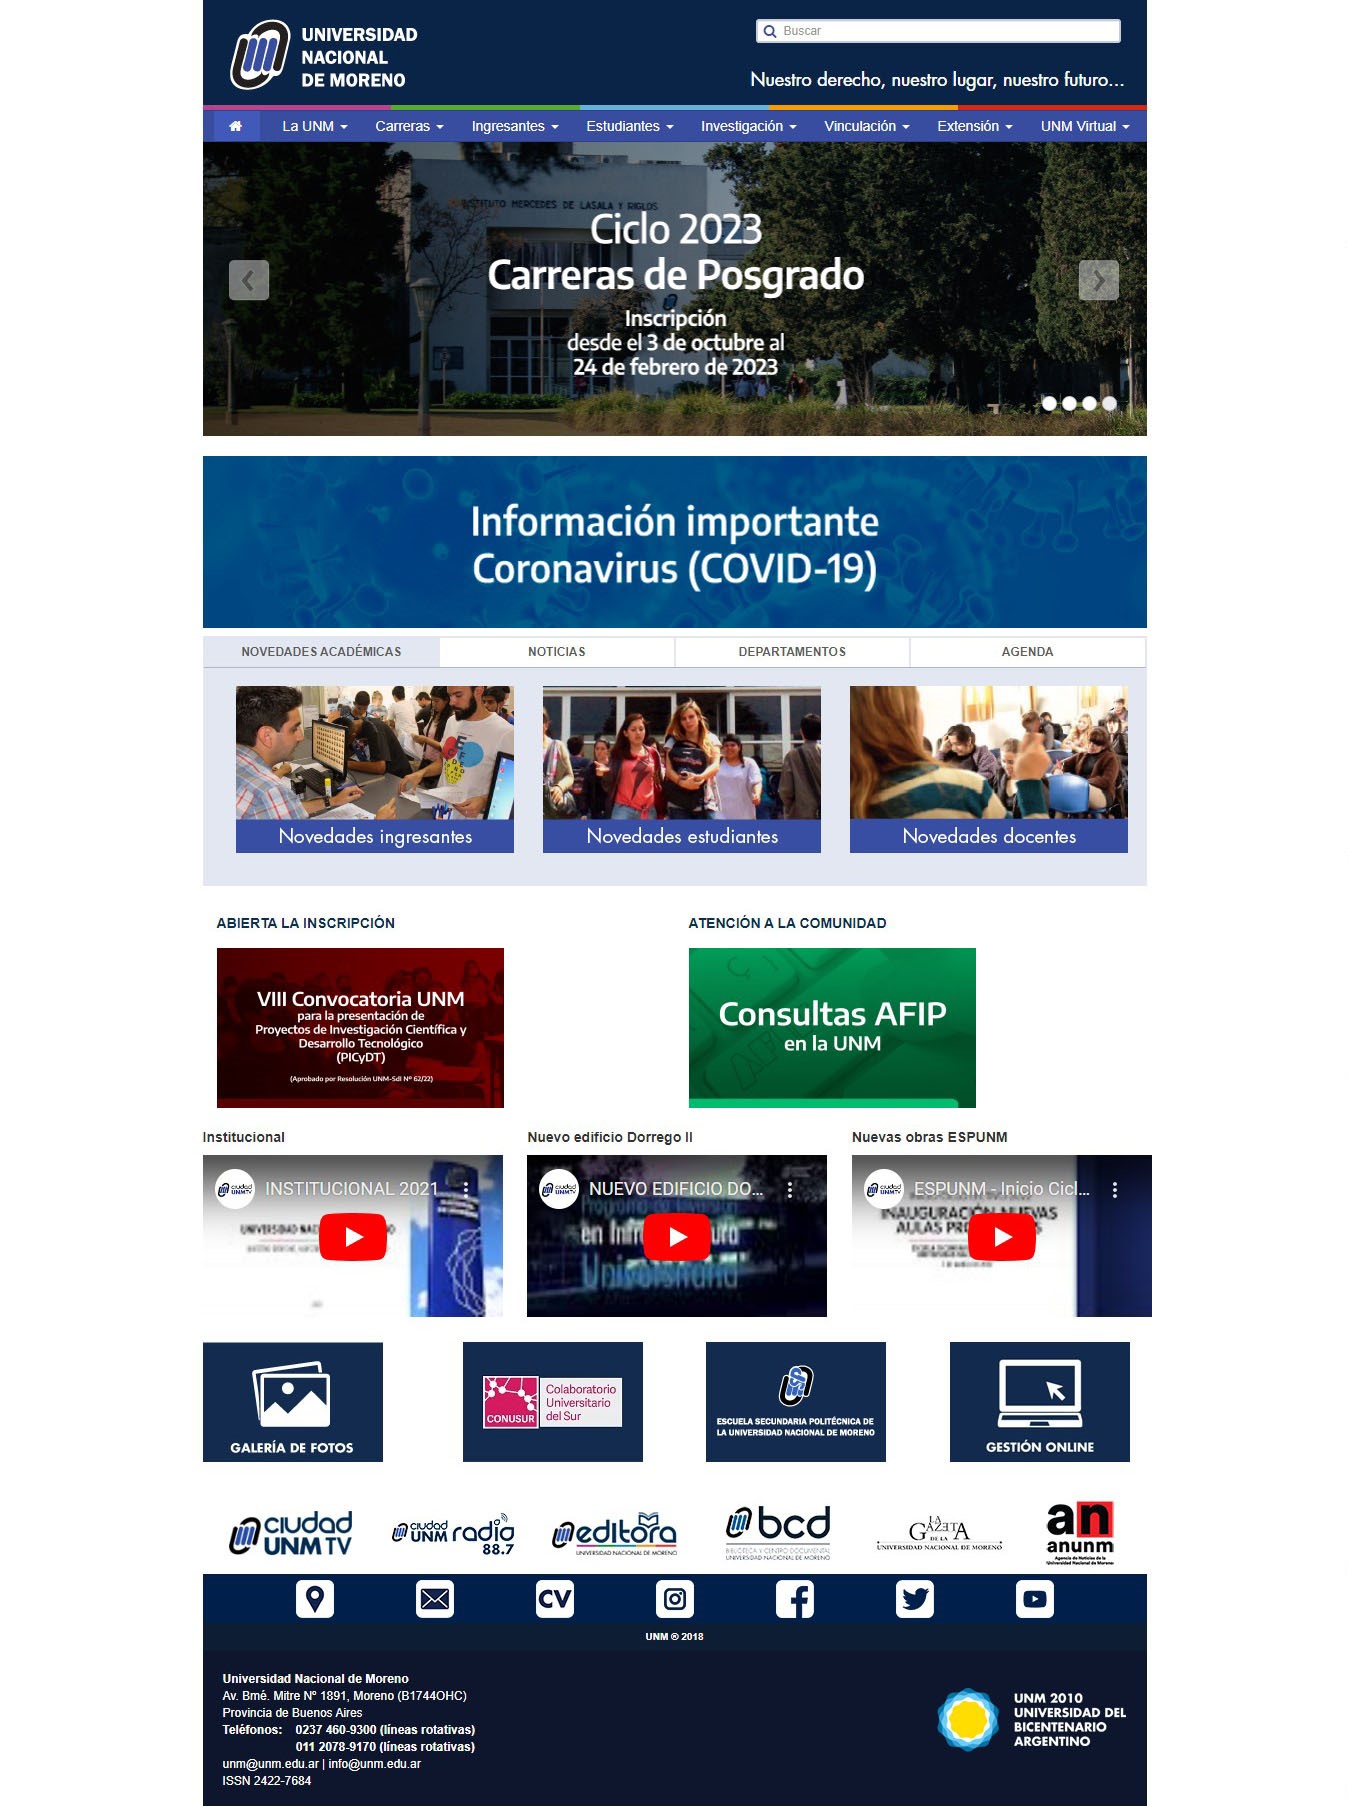 UNIVERSIDAD
NACIONAL
DE MORENO
Buscar
Nuestro derecho, nuestro lugar, nuestro futuro...
La UNM
Carreras
Ingresantes
Estudiantes
Investigación
Vinculación
Extensión
UNM Virtual
INSTITUTO MERCEDES DE LASALA Y RIGLOS
Ciclo 2023
Carreras de Posgrado
Inscripción
desde el 3 de octubre al
24 de febrero de 2023
Información importante
Coronavirus (COVID-19)
NOVEDADES ACADÉMICAS
NOTICIAS
DEPARTAMENTOS
AGENDA
Novedades ingresantes
Novedades estudiantes
Novedades docentes
ABIERTA LA INSCRIPCIÓN
ATENCIÓN A LA COMUNIDAD
VIII Convocatoria UNM
para la presentación de
Proyectos de Investigación Científica y
Desarrollo Tecnológico
(PICyDT)
(Aprobado por Resolución UNM-SdI Nº 62/22)
Consultas AFIP
en la UNM
Institucional
Nuevo edificio Dorrego II
Nuevas obras ESPUNM
INSTITUCIONAL 2021
NUEVO EDIFICIO DO...
ESPUNM - Inicio Cicl...
GALERÍA DE FOTOS
CONUSUR
Colaboratorio
Universitario
del Sur
ESCUELA SECUNDARIA POLITÉCNICA DE
LA UNIVERSIDAD NACIONAL DE MORENO
GESTIÓN ONLINE
ciudad
UNM TV
ciudad
UNM radio
88.7
editora
UNIVERSIDAD NACIONAL DE MORENO
bcd
BIBLIOTECA Y CENTRO DOCUMENTAL
UNIVERSIDAD NACIONAL DE MORENO
LA
GAZETA
DE LA
UNIVERSIDAD NACIONAL DE MORENO
an
anunm
Agencia de Noticias de la
Universidad Nacional de Moreno
CV
UNM ® 2018
Universidad Nacional de Moreno
Av. Bmé. Mitre Nº 1891, Moreno (B1744OHC)
Provincia de Buenos Aires
Teléfonos: 0237 460-9300 (líneas rotativas)
011 2078-9170 (líneas rotativas)
unm@unm.edu.ar | info@unm.edu.ar
ISSN 2422-7684
UNM 2010
UNIVERSIDAD DEL
BICENTENARIO
ARGENTINO